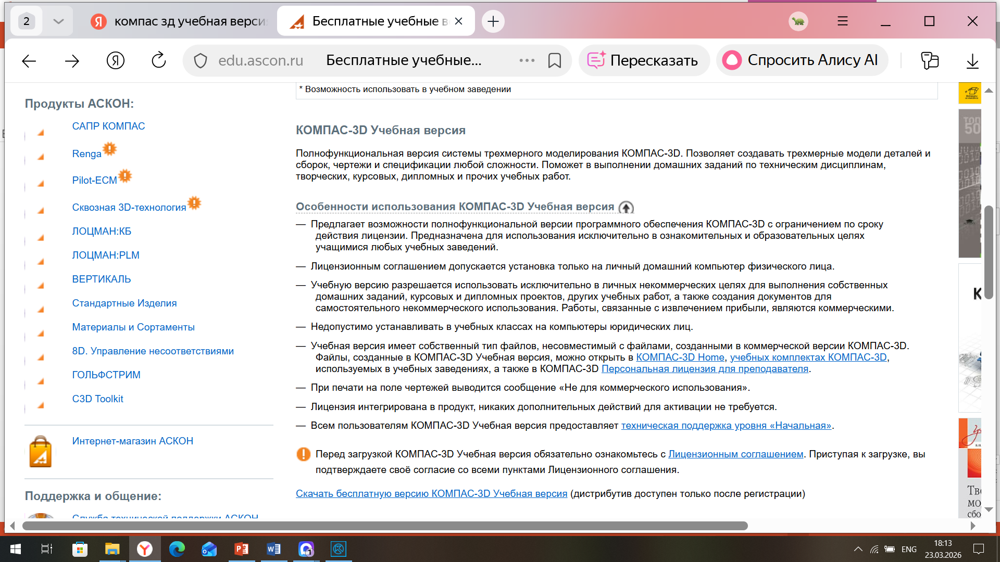 2
Я
компас 3д учебная верси
Бесплатные учебные в
edu.ascon.ru
Бесплатные учебные...
Пересказать
Спросить Алису AI
Продукты АСКОН:
САПР КОМПАС
Renga
Pilot-ECM
Сквозная 3D-технология
ЛОЦМАН:КБ
ЛОЦМАН:PLM
ВЕРТИКАЛЬ
Стандартные Изделия
Материалы и Сортаменты
8D. Управление несоответствиями
ГОЛЬФСТРИМ
C3D Toolkit
Интернет-магазин АСКОН
Поддержка и общение:
Служба технической поддержки АСКОН
* Возможность использовать в учебном заведении
КОМПАС-3D Учебная версия
Полнофункциональная версия системы трехмерного моделирования КОМПАС-3D. Позволяет создавать трехмерные модели деталей и
сборок, чертежи и спецификации любой сложности. Поможет в выполнении домашних заданий по техническим дисциплинам,
творческих, курсовых, дипломных и прочих учебных работ.
Особенности использования КОМПАС-3D Учебная версия
— Предлагает возможности полнофункциональной версии программного обеспечения КОМПАС-3D с ограничением по сроку
действия лицензии. Предназначена для использования исключительно в ознакомительных и образовательных целях
учащимися любых учебных заведений.
— Лицензионным соглашением допускается установка только на личный домашний компьютер физического лица.
— Учебную версию разрешается использовать исключительно в личных некоммерческих целях для выполнения собственных
домашних заданий, курсовых и дипломных проектов, других учебных работ, а также создания документов для
самостоятельного некоммерческого использования. Работы, связанные с извлечением прибыли, являются коммерческими.
— Недопустимо устанавливать в учебных классах на компьютеры юридических лиц.
— Учебная версия имеет собственный тип файлов, несовместимый с файлами, созданными в коммерческой версии КОМПАС-3D.
Файлы, созданные в КОМПАС-3D Учебная версия, можно открыть в КОМПАС-3D Home, учебных комплектах КОМПАС-3D,
используемых в учебных заведениях, а также в КОМПАС-3D Персональная лицензия для преподавателя.
— При печати на поле чертежей выводится сообщение «Не для коммерческого использования».
— Лицензия интегрирована в продукт, никаких дополнительных действий для активации не требуется.
— Всем пользователям КОМПАС-3D Учебная версия предоставляет техническая поддержка уровня «Начальная».
Перед загрузкой КОМПАС-3D Учебная версия обязательно ознакомьтесь с Лицензионным соглашением. Приступая к загрузке, вы
подтверждаете своё согласие со всеми пунктами Лицензионного соглашения.
Скачать бесплатную версию КОМПАС-3D Учебная версия (дистрибутив доступен только после регистрации)
ТОП
50
К
Тв
мо
сбо
1
ENG
18:13
23.03.2026